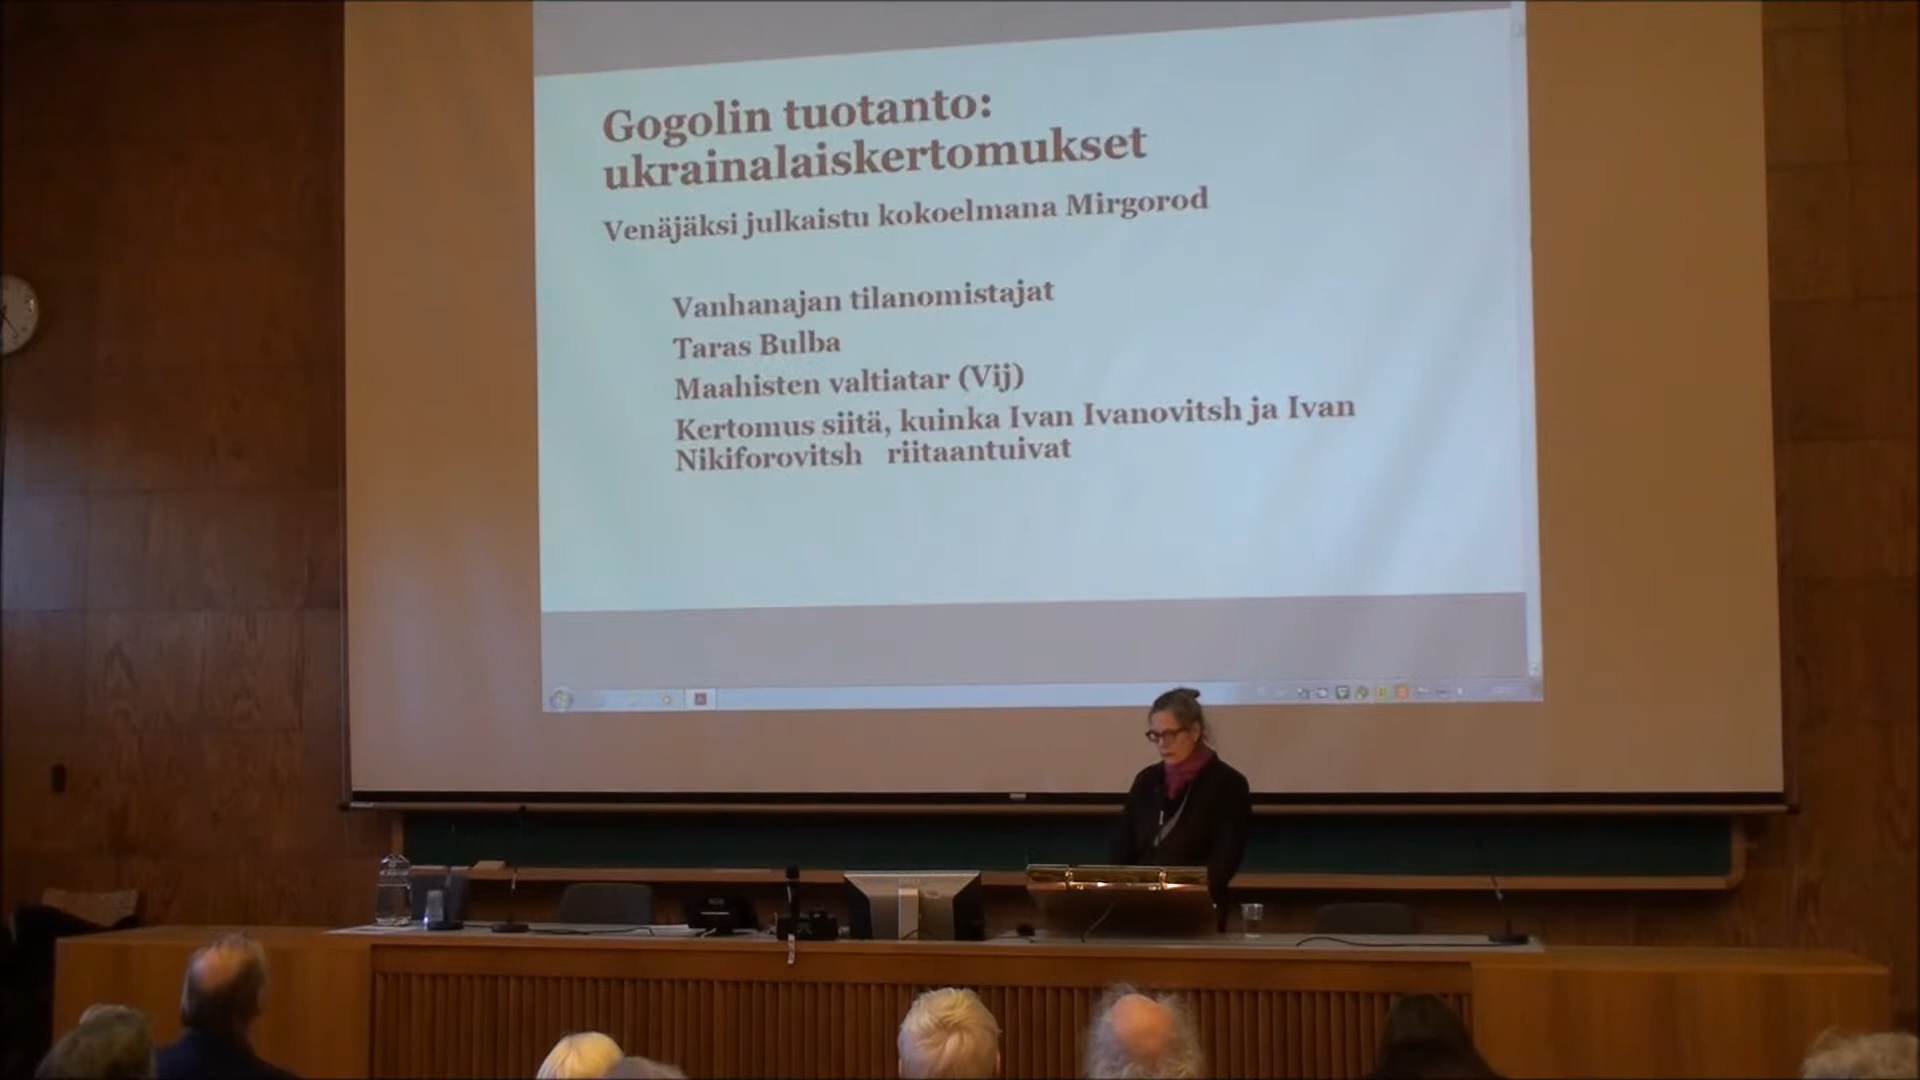 Gogolin tuotanto:
ukrainalaiskertomukset
Venäjäksi julkaistu kokoelmana Mirgorod
Vanhanajan tilanomistajat
Taras Bulba
Maahisten valtiatar (Vij)
Kertomus siitä, kuinka Ivan Ivanovitsh ja Ivan
Nikiforovitsh riitaantuivat